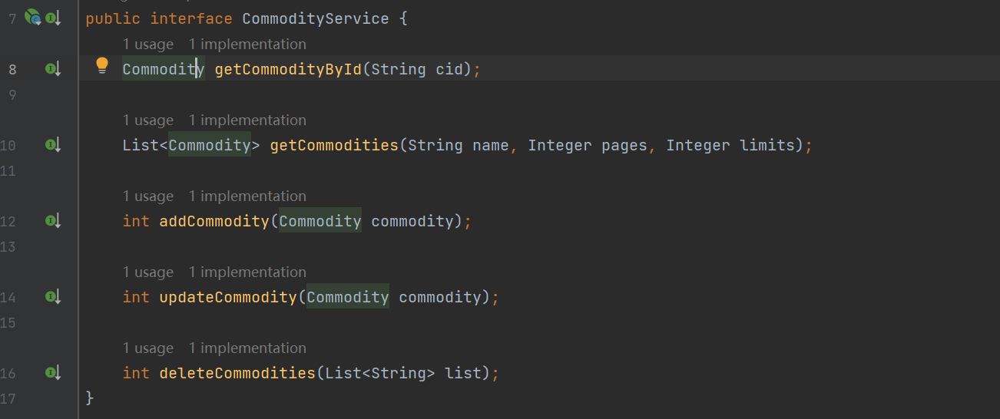 7 public interface CommodityService {
1 usage 1 implementation
8 Commodity getCommodityById(String cid);
9
1 usage 1 implementation
10 List<Commodity> getCommodities(String name, Integer pages, Integer limits);
11
1 usage 1 implementation
12 int addCommodity(Commodity commodity);
13
1 usage 1 implementation
14 int updateCommodity(Commodity commodity);
15
1 usage 1 implementation
16 int deleteCommodities(List<String> list);
17 }